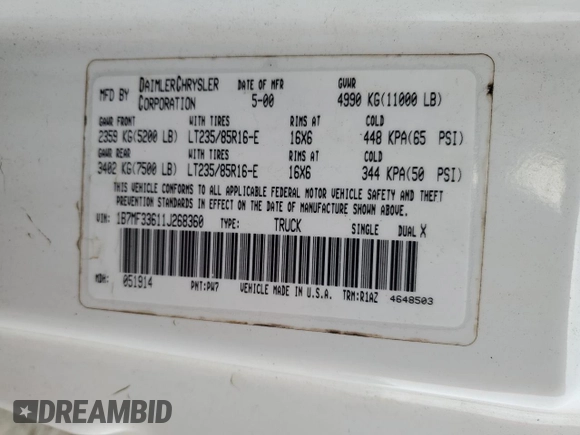 MFD BY DAIMLERCHRYSLER CORPORATION DATE OF MFR 5-00 GVWR 4990 KG(11000 LB)
GAWR FRONT WITH TIRES RIMS AT COLD
2359 KG(5200 LB) LT235/85R16-E 16X6 448 KPA(65 PSI)
GAWR REAR WITH TIRES RIMS AT COLD
3402 KG(7500 LB) LT235/85R16-E 16X6 344 KPA(50 PSI)
THIS VEHICLE CONFORMS TO ALL APPLICABLE FEDERAL MOTOR VEHICLE SAFETY AND THEFT
PREVENTION STANDARDS IN EFFECT ON THE DATE OF MANUFACTURE SHOWN ABOVE.
VIN: 1B7MF33611J268360 TYPE: TRUCK SINGLE DUAL X
MDH: 051914 PNT:PW7 VEHICLE MADE IN U.S.A. TRM:R1AZ 4648503
DREAMBID